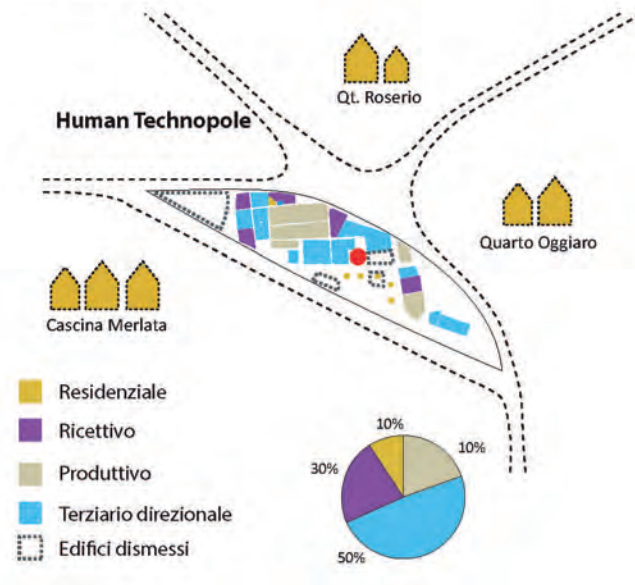 Qt. Roserio
Human Technopole
Quarto Oggiaro
Cascina Merlata
Residenziale
Ricettivo
Produttivo
Terziario direzionale
Edifici dismessi
10%
10%
30%
50%